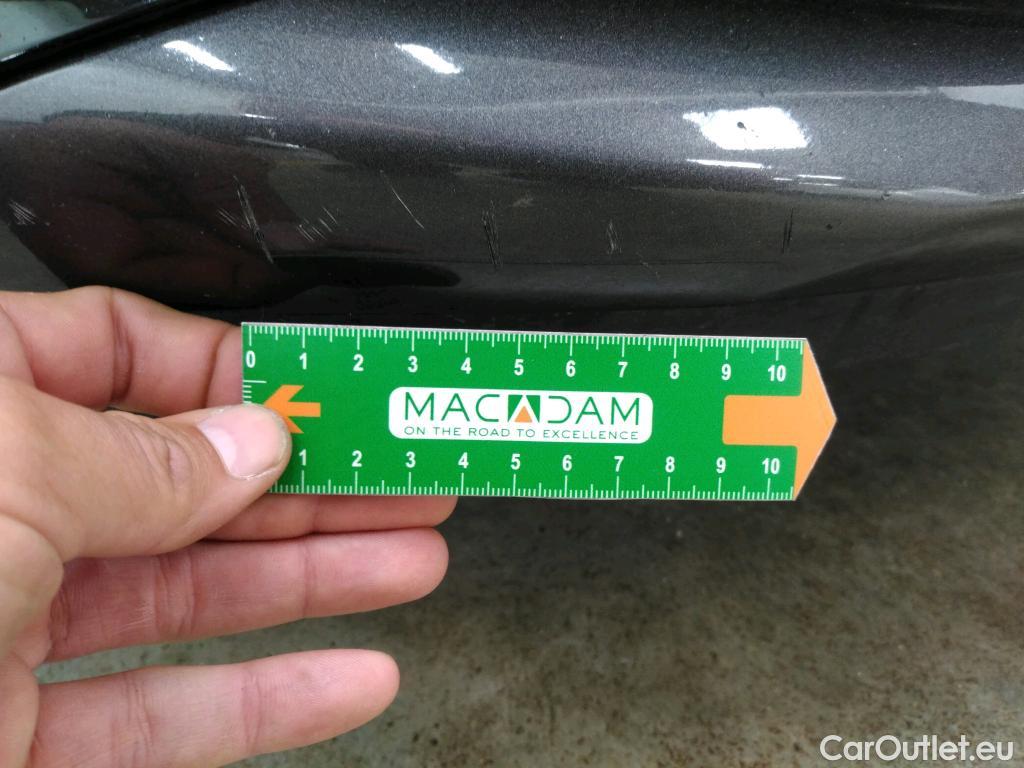 0 1 2 3 4 5 6 7 8 9 10
MACADAM
ON THE ROAD TO EXCELLENCE
1 2 3 4 5 6 7 8 9 10
CarOutlet.eu